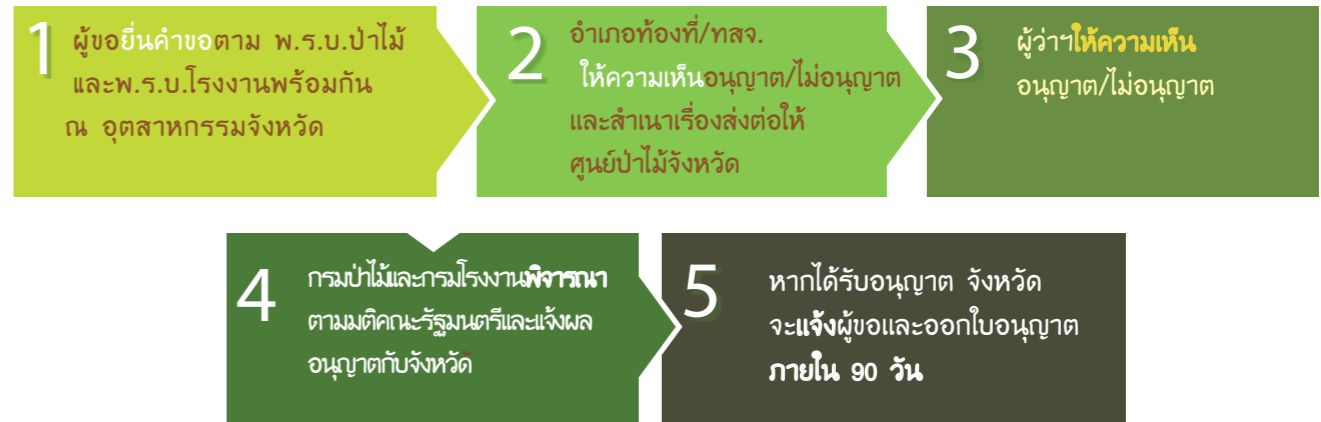 1
ผู้ขอยื่นคำขอตาม พ.ร.บ.ป่าไม้
และพ.ร.บ.โรงงานพร้อมกัน
ณ อุตสาหกรรมจังหวัด
2
อำเภอท้องที่/ทสจ.
ให้ความเห็นอนุญาต/ไม่อนุญาต
และสำเนาเรื่องส่งต่อให้
ศูนย์ป่าไม้จังหวัด
3
ผู้ว่าฯให้ความเห็น
อนุญาต/ไม่อนุญาต
4
กรมป่าไม้และกรมโรงงานพิจารณา
ตามมติคณะรัฐมนตรีและแจ้งผล
อนุญาตกับจังหวัด
5
หากได้รับอนุญาต จังหวัด
จะแจ้งผู้ขอและออกใบอนุญาต
ภายใน 90 วัน